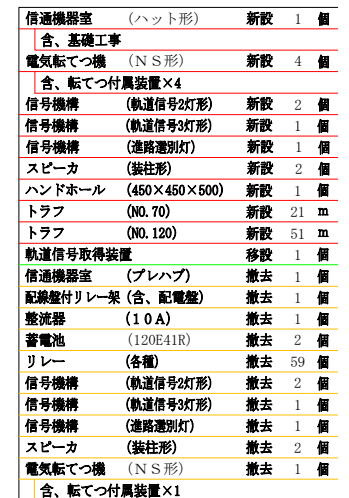 信通機器室 (ハット形) 新設 1 個
含、基礎工事
電気転てつ機 (NS形) 新設 4 個
含、転てつ付属装置×4
信号機構 (軌道信号2灯形) 新設 2 個
信号機構 (軌道信号3灯形) 新設 1 個
信号機構 (進路選別灯) 新設 1 個
スピーカ (装柱形) 新設 2 個
ハンドホール (450×450×500) 新設 1 個
トラフ (NO.70) 新設 21 m
トラフ (NO.120) 新設 51 m
軌道信号取得装置 移設 1 個
信通機器室 (プレハブ) 撤去 1 個
配線盤付リレー架 (含、配電盤) 撤去 1 個
整流器 (10A) 撤去 1 個
蓄電池 (120E41R) 撤去 2 個
リレー (各種) 撤去 59 個
信号機構 (軌道信号2灯形) 撤去 2 個
信号機構 (軌道信号3灯形) 撤去 1 個
信号機構 (進路選別灯) 撤去 1 個
スピーカ (装柱形) 撤去 2 個
電気転てつ機 (NS形) 撤去 1 個
含、転てつ付属装置×1